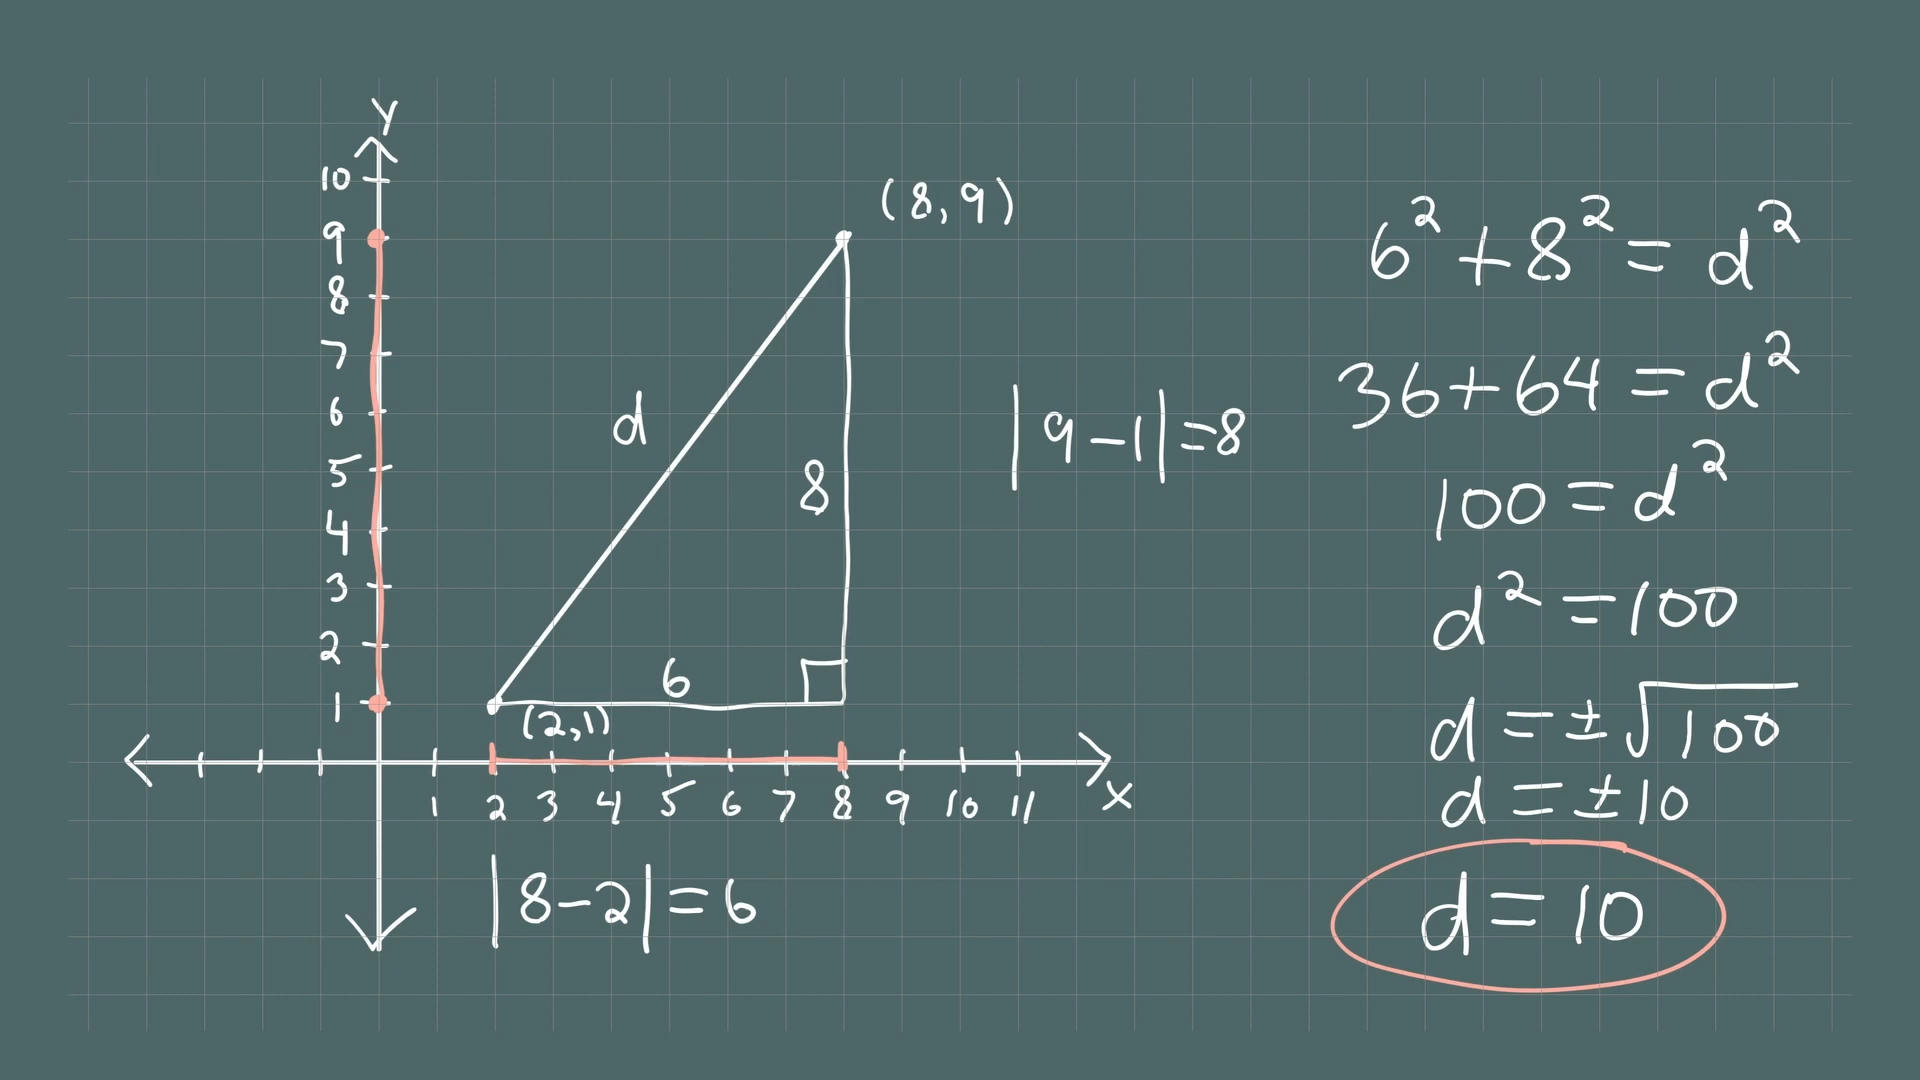 Y
10
9
8
7
6
5
4
3
2
1
(8,9)
d
8
6
(2,1)
1 2 3 4 5 6 7 8 9 10 11
X
|9-1|=8
|8-2|=6
6²+8²=d²
36+64=d²
100=d²
d²=100
d=±√100
d=±10
d=10